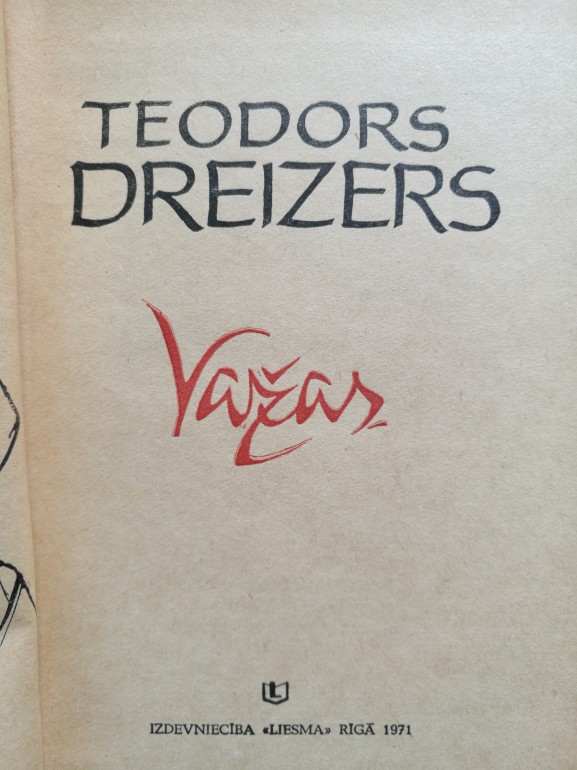 TEODORS
DREIZERS
Važas
IZDEVNIECĪBA «LIESMA» RĪGĀ 1971